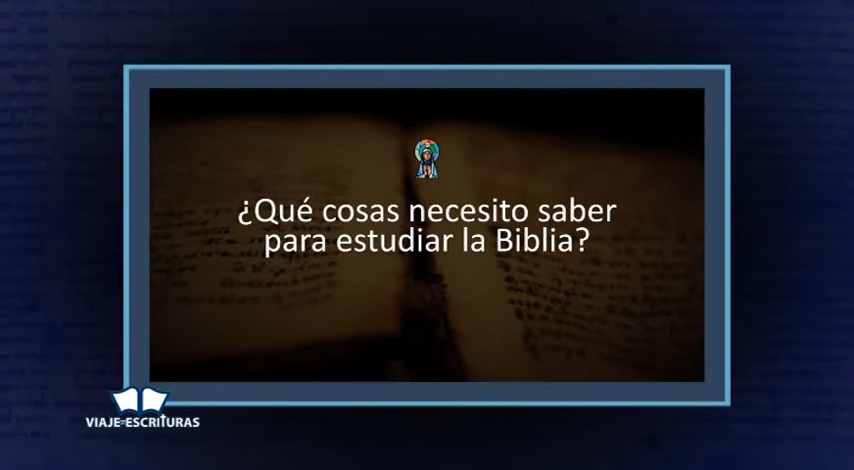 ¿Qué cosas necesito saber
para estudiar la Biblia?
VIAJE ESCRITURAS